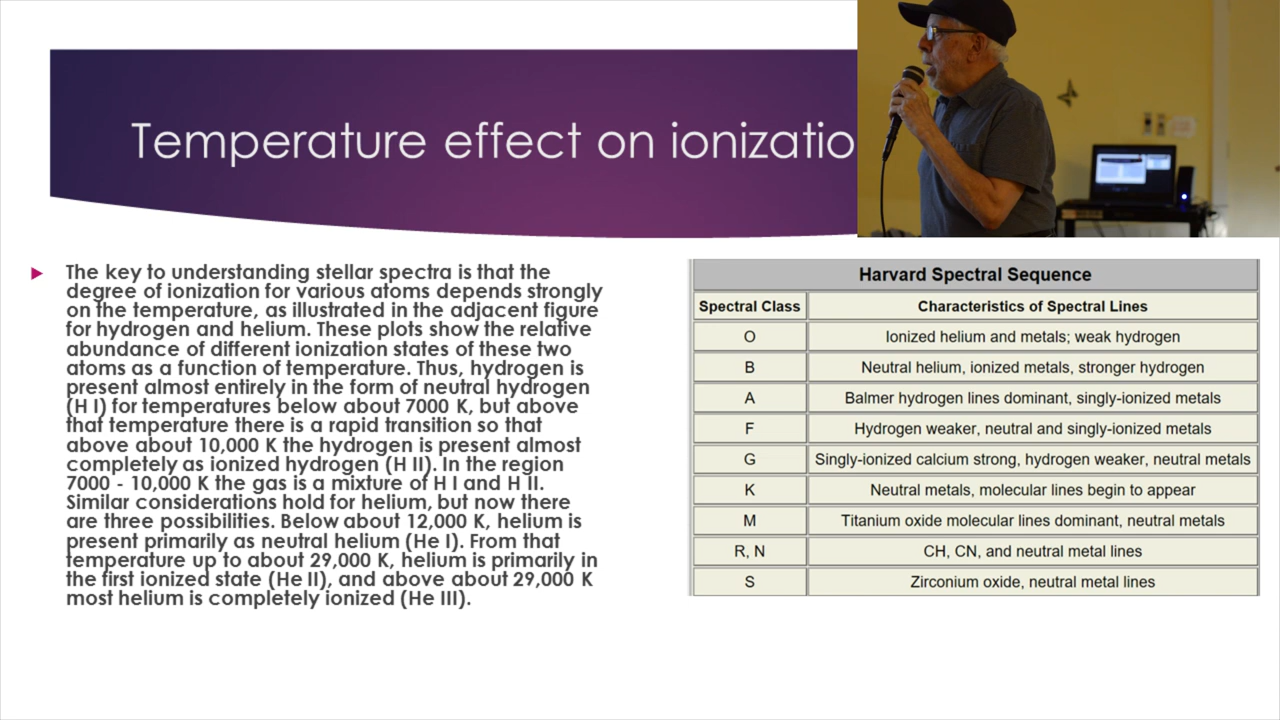 Temperature effect on ionizatio
The key to understanding stellar spectra is that the
degree of ionization for various atoms depends strongly
on the temperature, as illustrated in the adjacent figure
for hydrogen and helium. These plots show the relative
abundance of different ionization states of these two
atoms as a function of temperature. Thus, hydrogen is
present almost entirely in the form of neutral hydrogen
(H I) for temperatures below about 7000 K, but above
that temperature there is a rapid transition so that
above about 10,000 K the hydrogen is present almost
completely as ionized hydrogen (H II). In the region
7000 - 10,000 K the gas is a mixture of H I and H II.
Similar considerations hold for helium, but now there
are three possibilities. Below about 12,000 K, helium is
present primarily as neutral helium (He I). From that
temperature up to about 29,000 K, helium is primarily in
the first ionized state (He II), and above about 29,000 K
most helium is completely ionized (He III).
Harvard Spectral Sequence
Spectral Class Characteristics of Spectral Lines
O Ionized helium and metals; weak hydrogen
B Neutral helium, ionized metals, stronger hydrogen
A Balmer hydrogen lines dominant, singly-ionized metals
F Hydrogen weaker, neutral and singly-ionized metals
G Singly-ionized calcium strong, hydrogen weaker, neutral metals
K Neutral metals, molecular lines begin to appear
M Titanium oxide molecular lines dominant, neutral metals
R, N CH, CN, and neutral metal lines
S Zirconium oxide, neutral metal lines